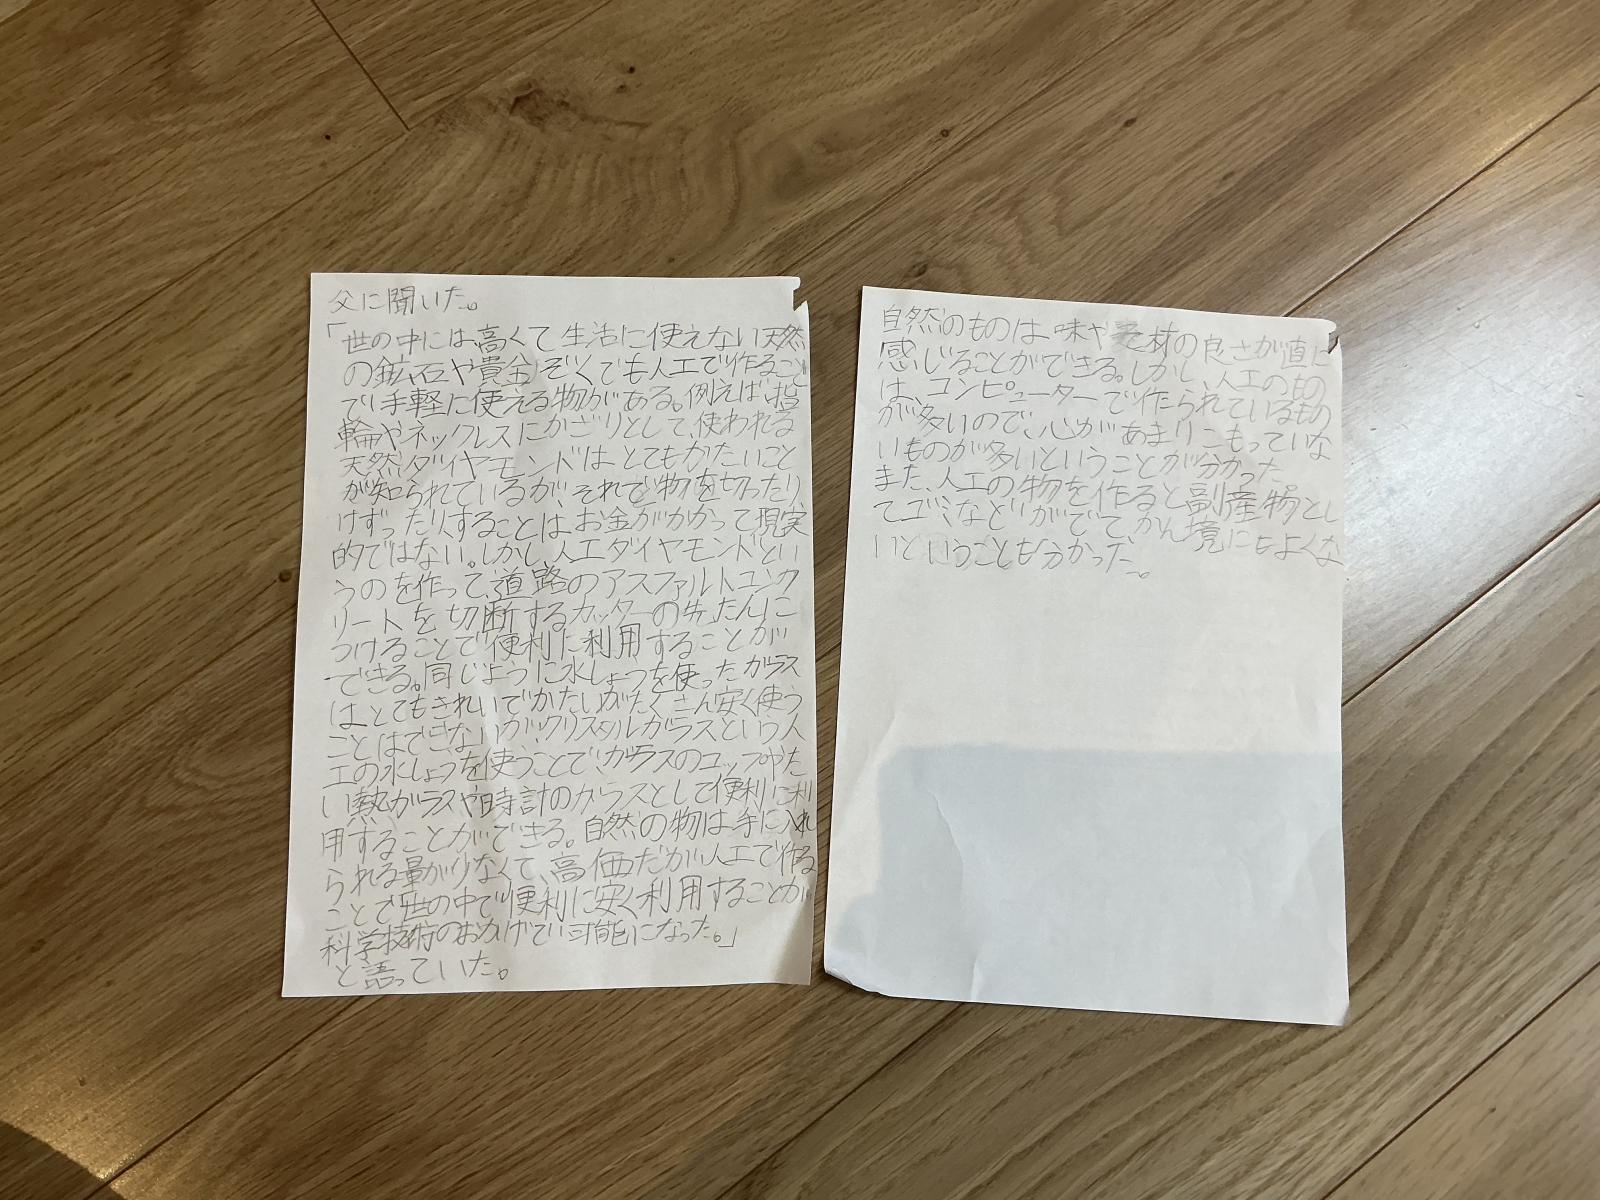 父に聞いた。
「世の中には高くて生活に使えない天然
の鉱石や貴金ぞくでも人工で作ること
で手軽に使える物がある。例えば、指
輪やネックレスにかざりとして、使われる
天然ダイヤモンドはとてもかたいこと
が知られているが、それで物を切ったり、
けずったりすることは、お金がかかって現実
的ではない。しかし、人工ダイヤモンドとい
うのを作って、道路のアスファルトコンク
リートを切断するカッターの先たんに
つけることで便利に利用することが
できる。同じように水しょうを使ったガラス
はとてもきれいでかたいがたくさん安く使う
ことはできないが、クリスタルガラスという人
工の水しょうを使うことで、ガラスのコップやた
い熱ガラスや時計のガラスとして便利に利
用することができる。自然の物は手に入れ
られる量が少なくて、高価だが人工で作る
ことで世の中で便利に安く利用することが
科学技術のおかげで可能になった。」
と語っていた。
自然のものは、味や素材の良さが直に
感じることができる。しかし、人工のもの
は、コンピューターで作られているもの
が多いので、心があまりこもっていな
いものが多いということが分かった。
また、人工の物を作ると副産物とし
てゴミなどがでて、かん境にもよくな
いということも分かった。